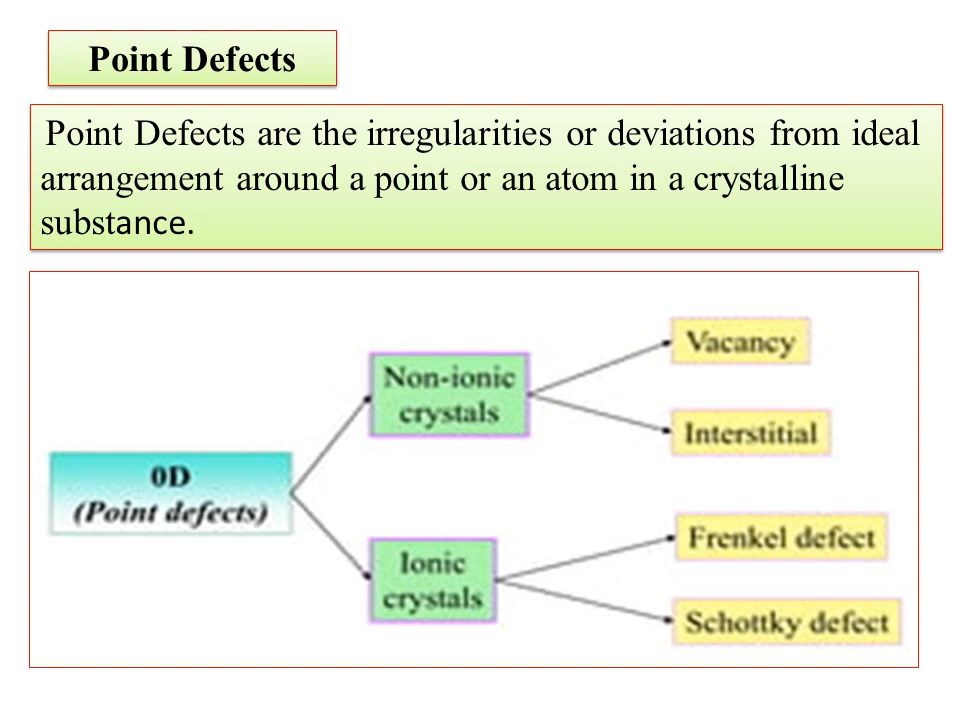 Point Defects
Point Defects are the irregularities or deviations from ideal
arrangement around a point or an atom in a crystalline
substance.
0D
(Point defects)
Non-ionic
crystals
Vacancy
Interstitial
Ionic
crystals
Frenkel defect
Schottky defect